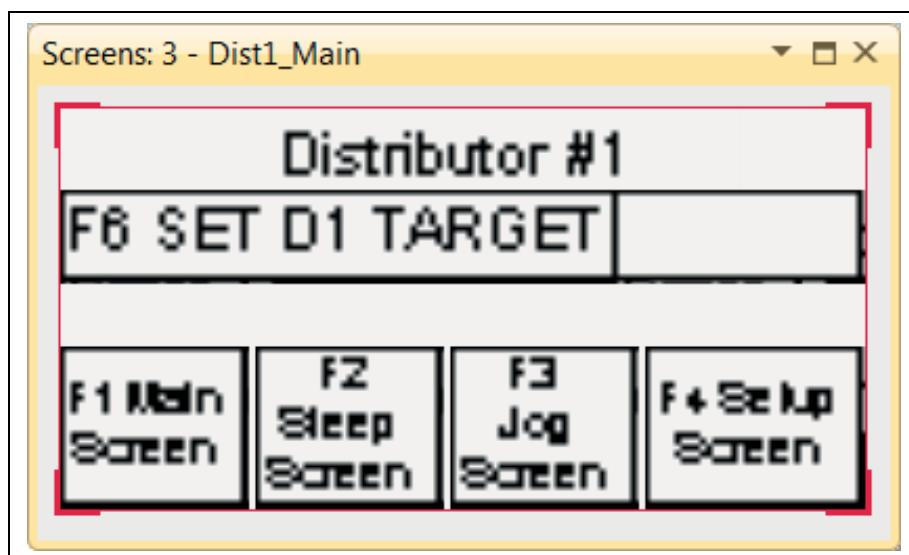 Screens: 3 - Dist1_Main
Distributor #1
F6 SET D1 TARGET
F1 Main
Screen
F2
Sleep
Screen
F3
Jog
Screen
F4 Setup
Screen